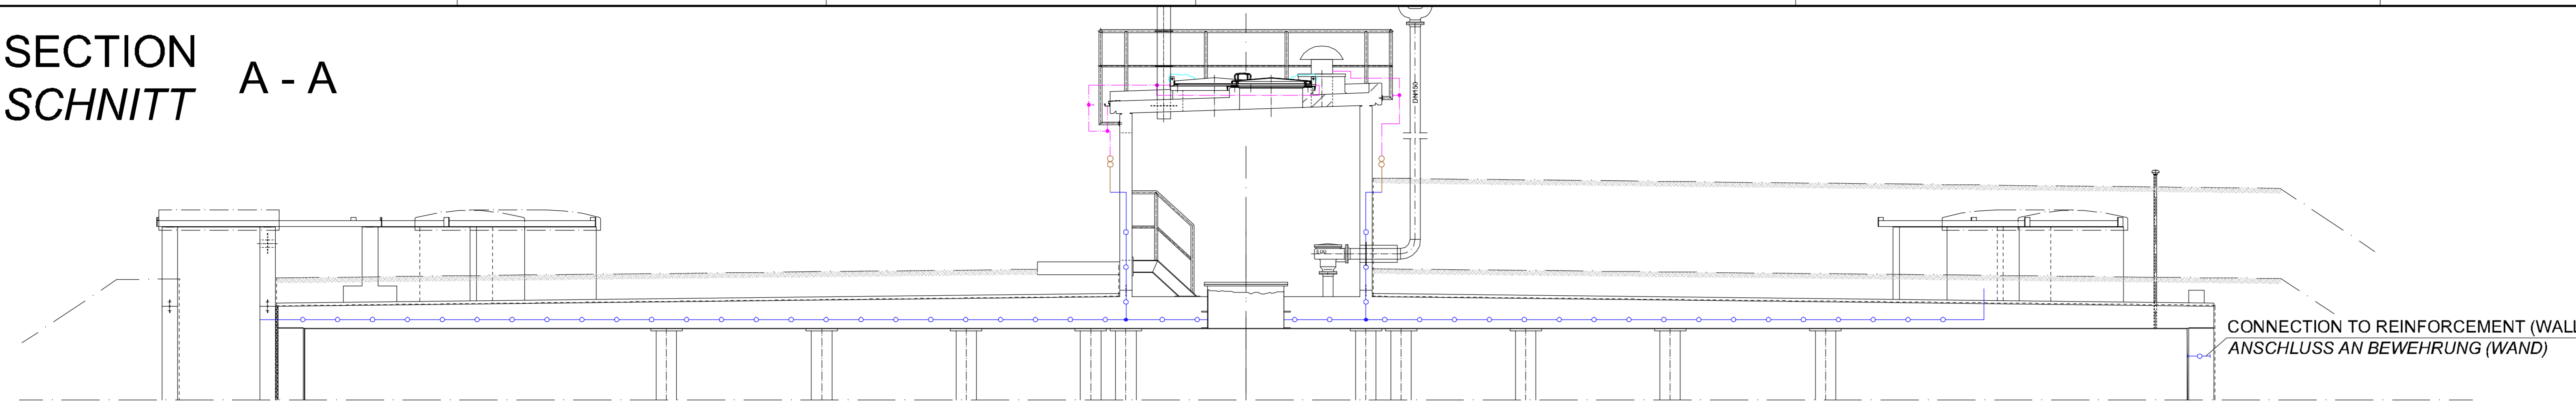 SECTION
SCHNITT
A - A
DN150
CONNECTION TO REINFORCEMENT (WALL
ANSCHLUSS AN BEWEHRUNG (WAND)